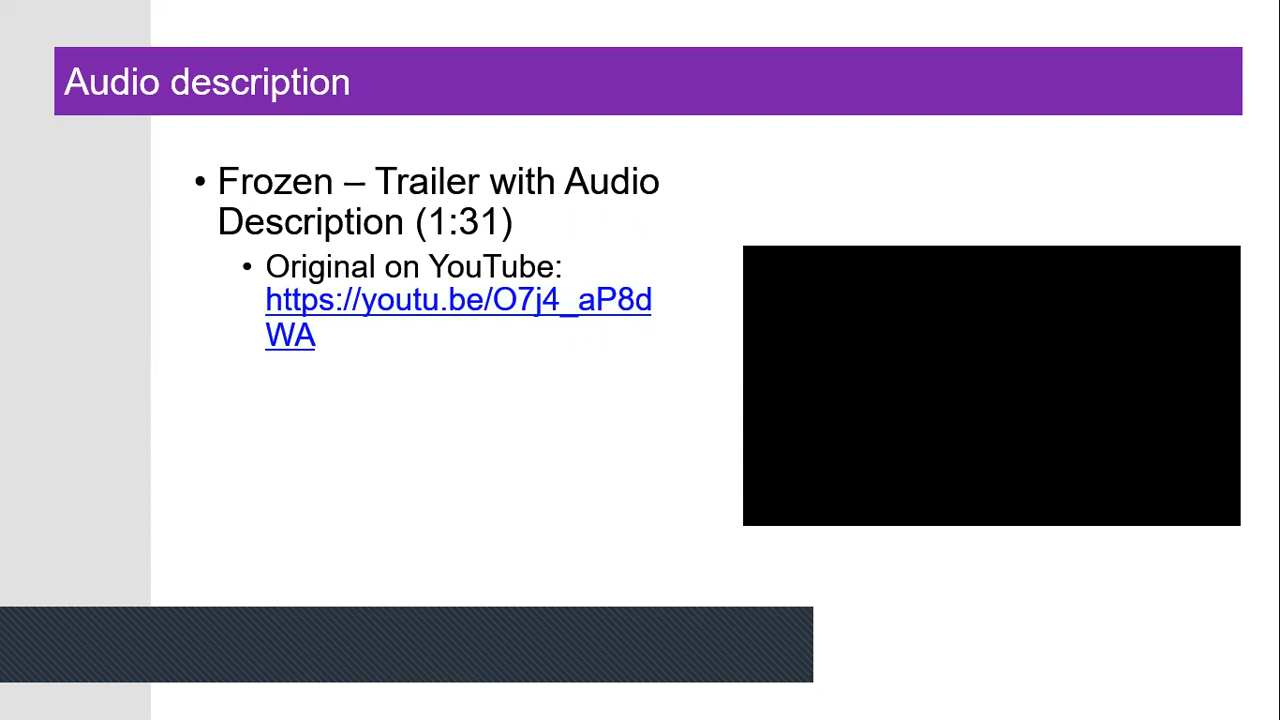 Audio description
• Frozen – Trailer with Audio
Description (1:31)
• Original on YouTube:
https://youtu.be/O7j4_aP8d
WA